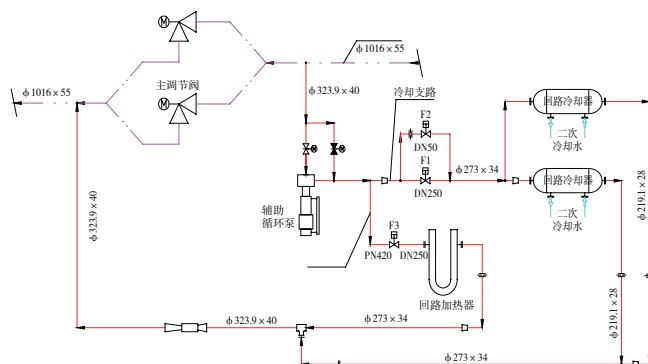 M
ϕ1016×55
主调节阀
M
ϕ1016×55
ϕ323.9×40
冷却支路
F2
M
M
DN50
F1
DN250
ϕ273×34
回路冷却器
二次
冷却水
回路冷却器
二次
冷却水
ϕ219.1×28
ϕ219.1×28
ϕ323.9×40
辅助
循环泵
F3
PN420
DN250
回路加热器
ϕ323.9×40
ϕ273×34
ϕ273×34